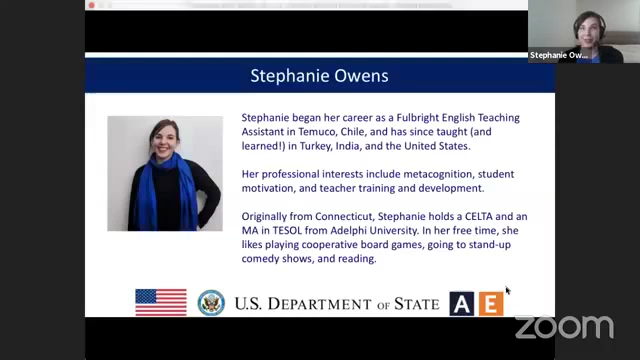 Stephanie Owens
Stephanie began her career as a Fulbright English Teaching
Assistant in Temuco, Chile, and has since taught (and
learned!) in Turkey, India, and the United States.
Her professional interests include metacognition, student
motivation, and teacher training and development.
Originally from Connecticut, Stephanie holds a CELTA and an
MA in TESOL from Adelphi University. In her free time, she
likes playing cooperative board games, going to stand-up
comedy shows, and reading.
U.S. DEPARTMENT OF STATE
A E
Stephanie Ow...
zoom